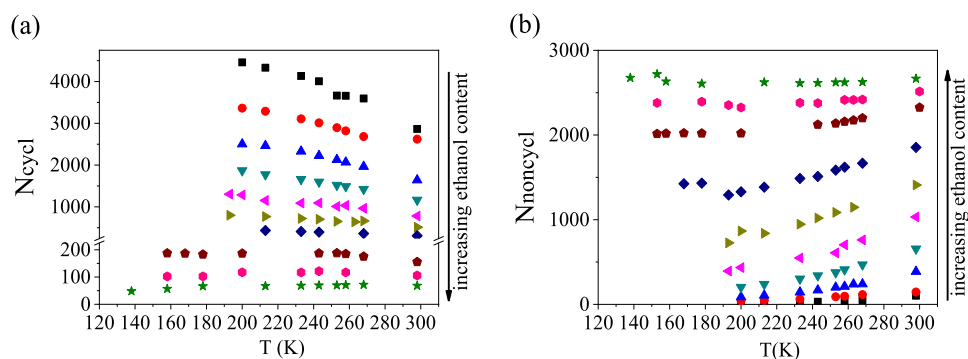 (a)
Ncycl
4000
3000
2000
1000
200
100
0
120 140 160 180 200 220 240 260 280 300
T (K)
increasing ethanol content
(b)
Nnoncycl
3000
2000
1000
0
120 140 160 180 200 220 240 260 280 300
T(K)
increasing ethanol content